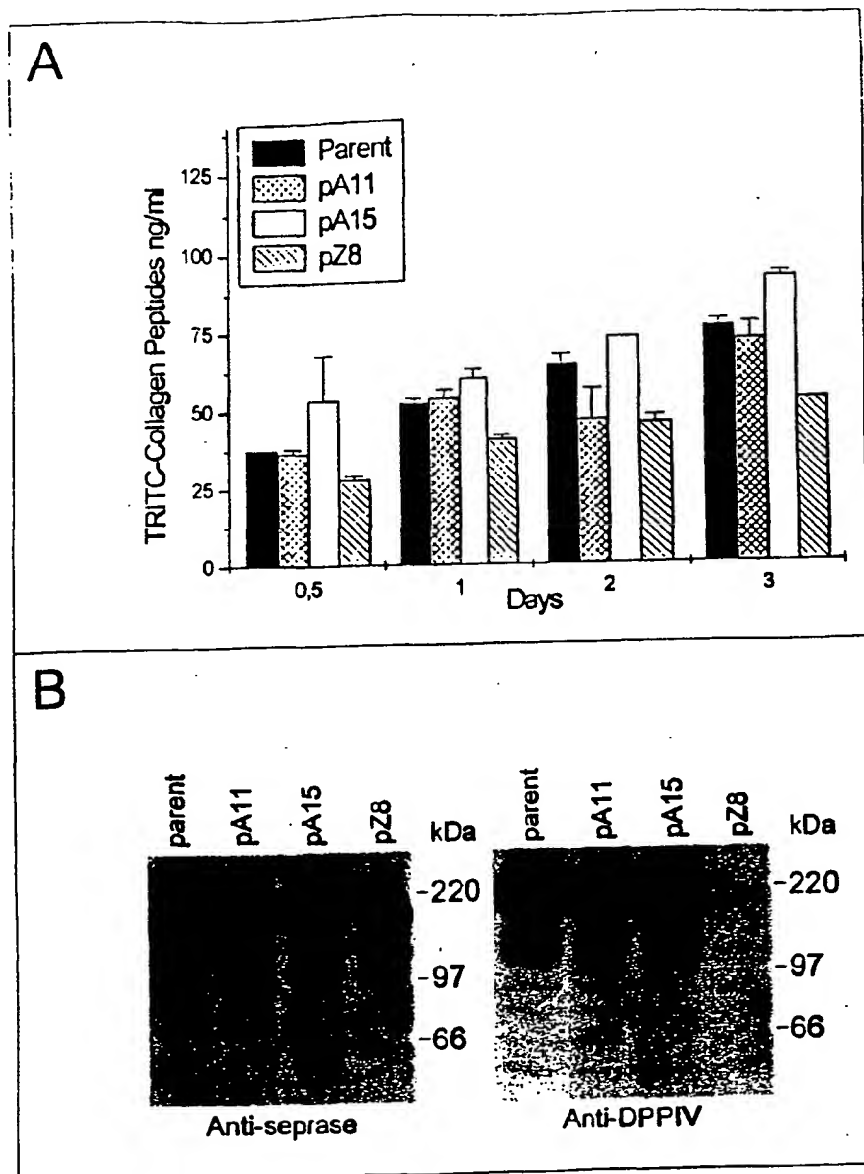 A
Parent
pA11
pA15
pZ8
TRITC-Collagen Peptides ng/ml
125
100
75
50
25
0
0,5
1
2
3
Days
B
parent
pA11
pA15
pZ8
kDa
-220
-97
-66
Anti-seprase
parent
pA11
pA15
pZ8
kDa
-220
-97
-66
Anti-DPPIV